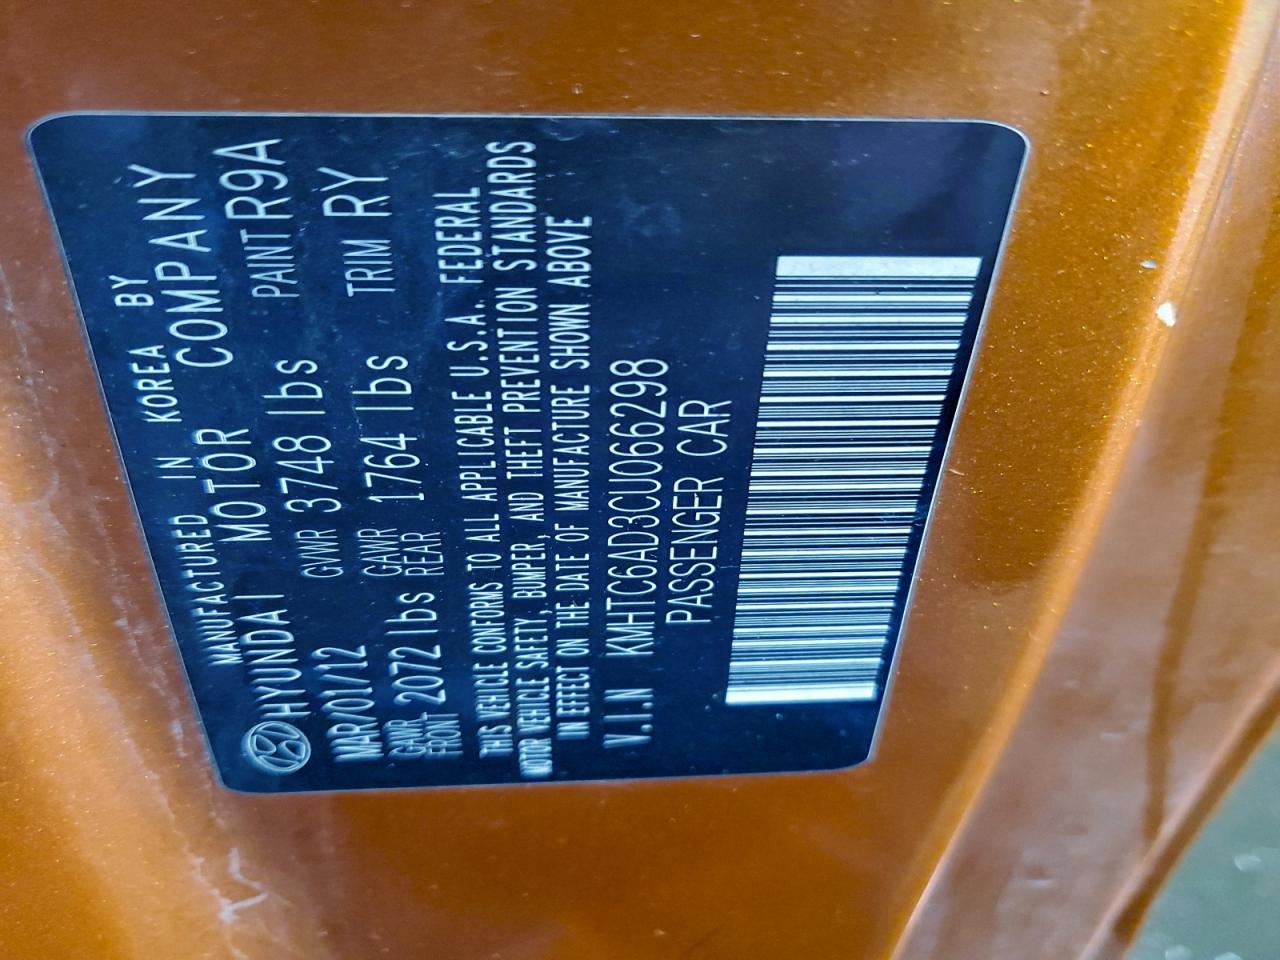 MANUFACTURED IN KOREA BY
HYUNDAI MOTOR COMPANY
MAR/01/12 GWR 3748 lbs PAINT R9A
GAWR FRONT 2072 lbs GAWR REAR 1764 lbs TRIM RY
THIS VEHICLE CONFORMS TO ALL APPLICABLE U.S.A. FEDERAL
MOTOR VEHICLE SAFETY, BUMPER, AND THEFT PREVENTION STANDARDS
IN EFFECT ON THE DATE OF MANUFACTURE SHOWN ABOVE
V.I.N KMHTC6AD3CU066298
PASSENGER CAR